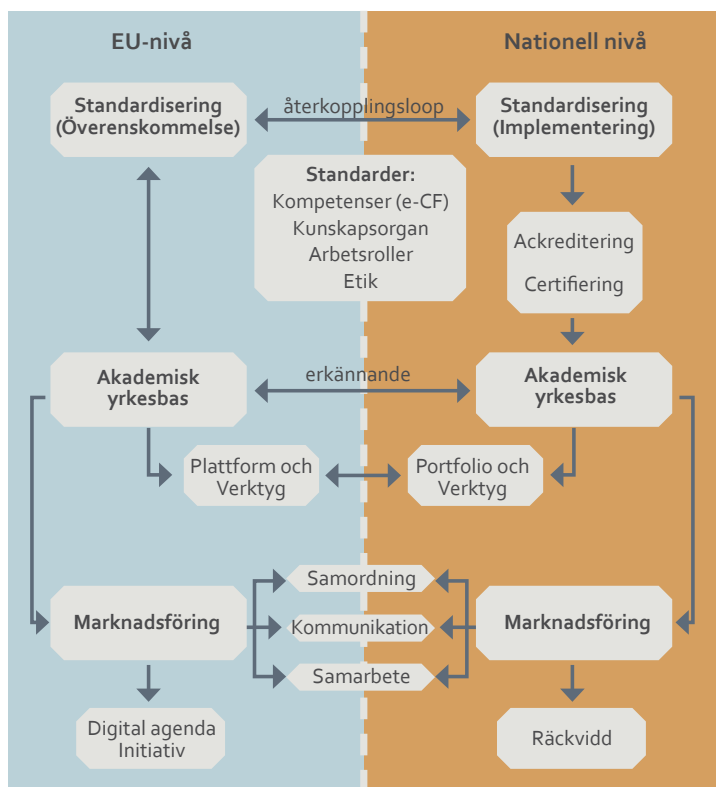 EU-nivå
Nationell nivå
Standardisering
(Överenskommelse)
återkopplingsloop
Standardisering
(Implementering)
Standarder:
Kompetenser (e-CF)
Kunskapsorgan
Arbetsroller
Etik
Ackreditering
Certifiering
Akademisk
yrkesbas
erkännande
Akademisk
yrkesbas
Plattform och
Verktyg
Portfolio och
Verktyg
Samordning
Marknadsföring
Kommunikation
Marknadsföring
Samarbete
Digital agenda
Initiativ
Räckvidd